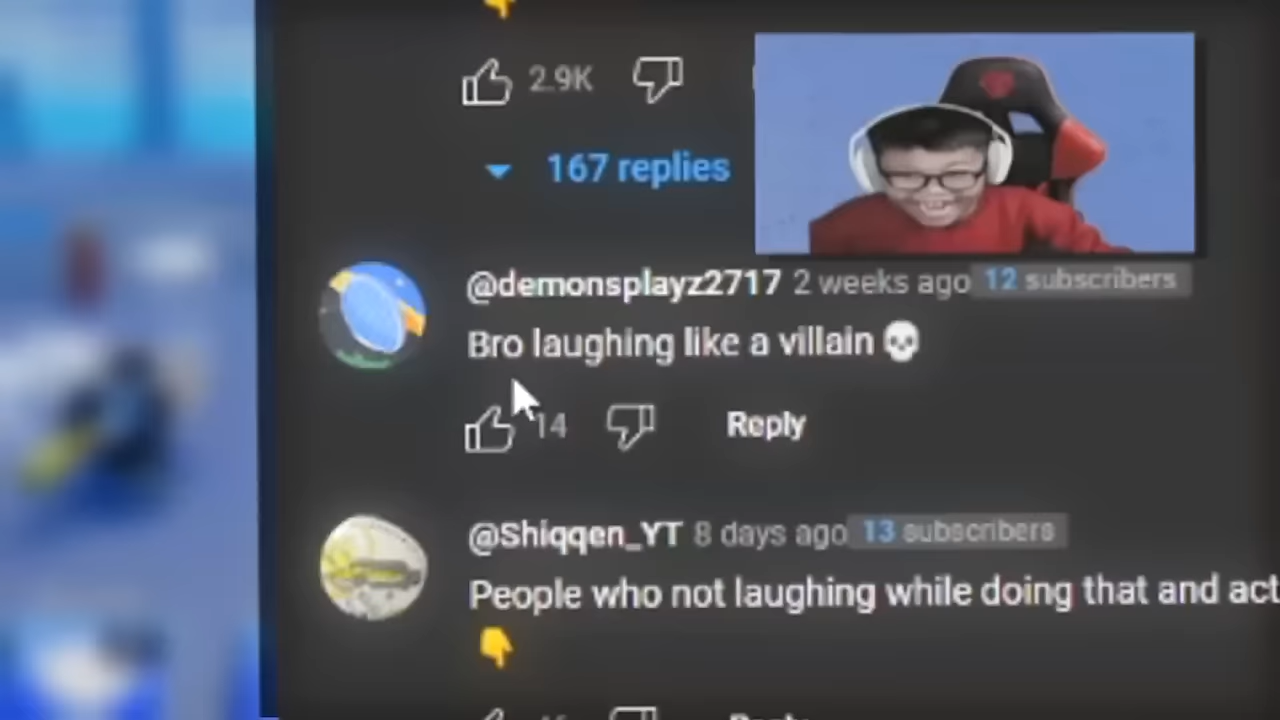 👇
2.9K
167 replies
@demonsplayz2717 2 weeks ago 12 subscribers
Bro laughing like a villain 💀
14 Reply
@Shiqqen_YT 8 days ago 13 subscribers
People who not laughing while doing that and act
👇
Reply